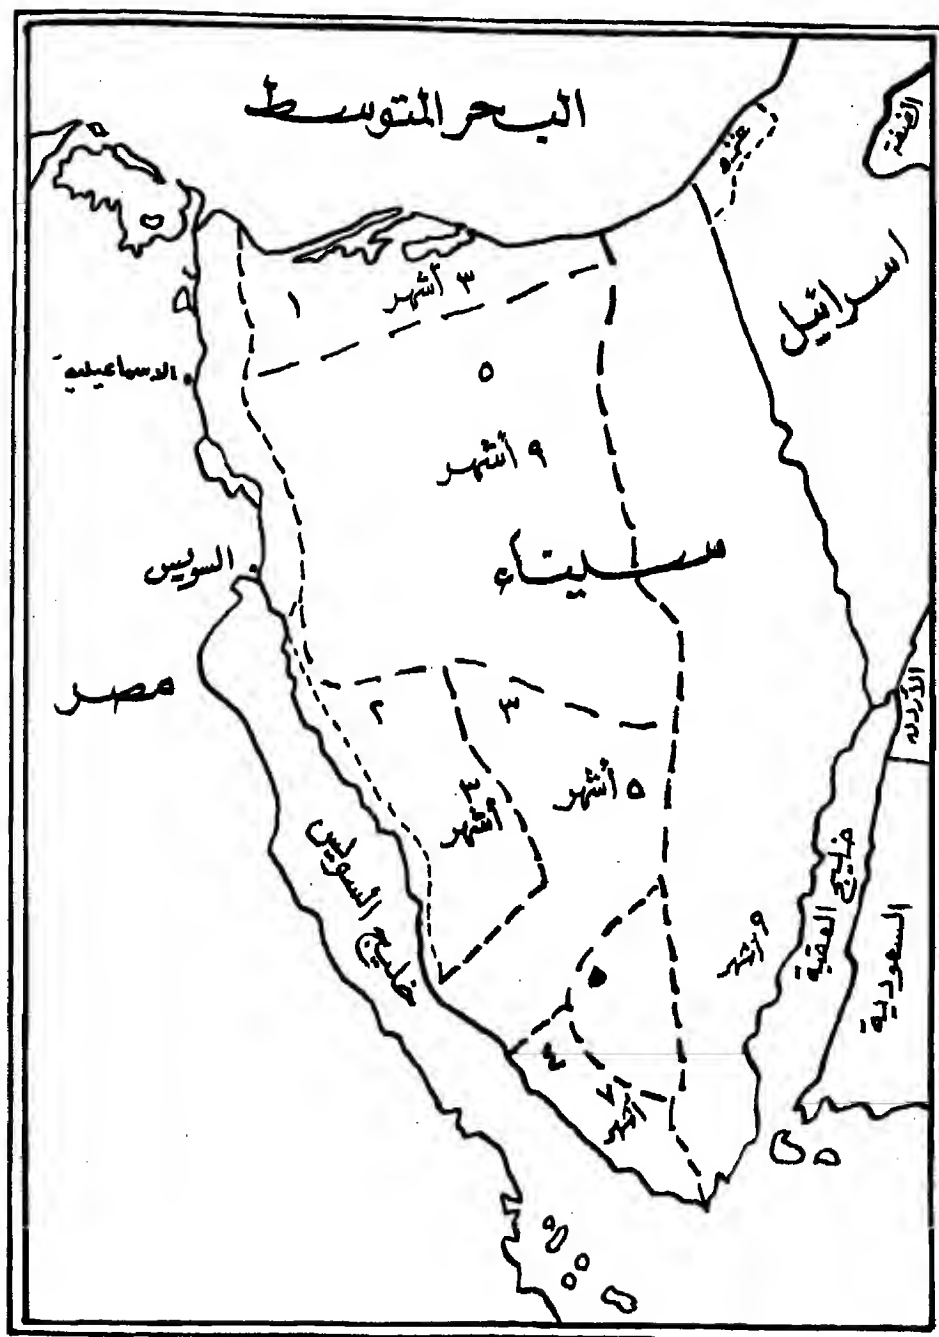 البحر المتوسط
الضفة
غزه
اسرائيل
٣ أشهر
١
الاسماعيلية
٥
٩ أشهر
سيناء
السويس
مصر
الأردن
٢
٣
٣
أشهر
٥ أشهر
خليج السويس
خليج العقبة
السعودية
٩ أشهر
٤
٧
أشهر